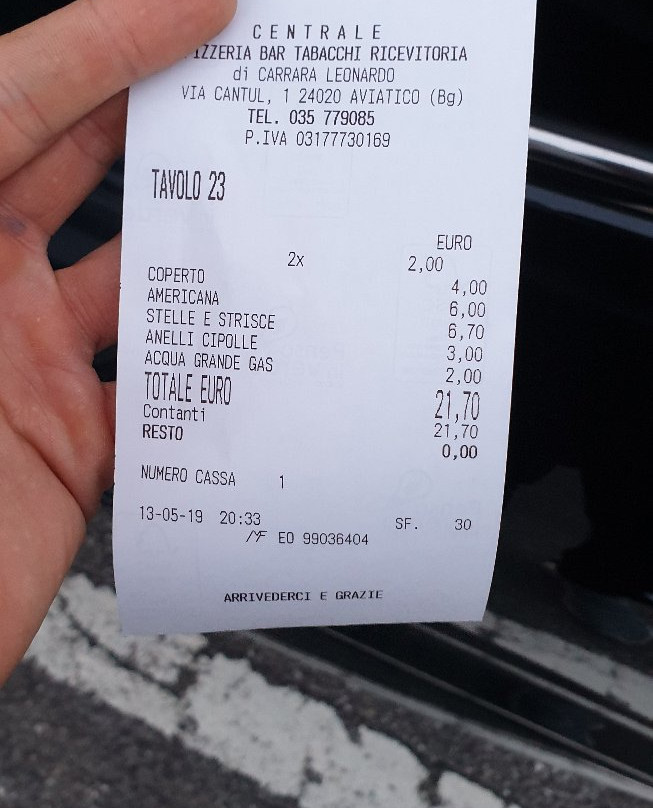 CENTRALE
IZZERIA BAR TABACCHI RICEVITORIA
di CARRARA LEONARDO
VIA CANTUL, 1 24020 AVIATICO (Bg)
TEL. 035 779085
P.IVA 03177730169
TAVOLO 23
EURO
2x 2,00
COPERTO 4,00
AMERICANA 6,00
STELLE E STRISCE 6,70
ANELLI CIPOLLE 3,00
ACQUA GRANDE GAS 2,00
TOTALE EURO 21,70
Contanti 21,70
RESTO 0,00
NUMERO CASSA 1
13-05-19 20:33 SF. 30
MF EO 99036404
ARRIVEDERCI E GRAZIE